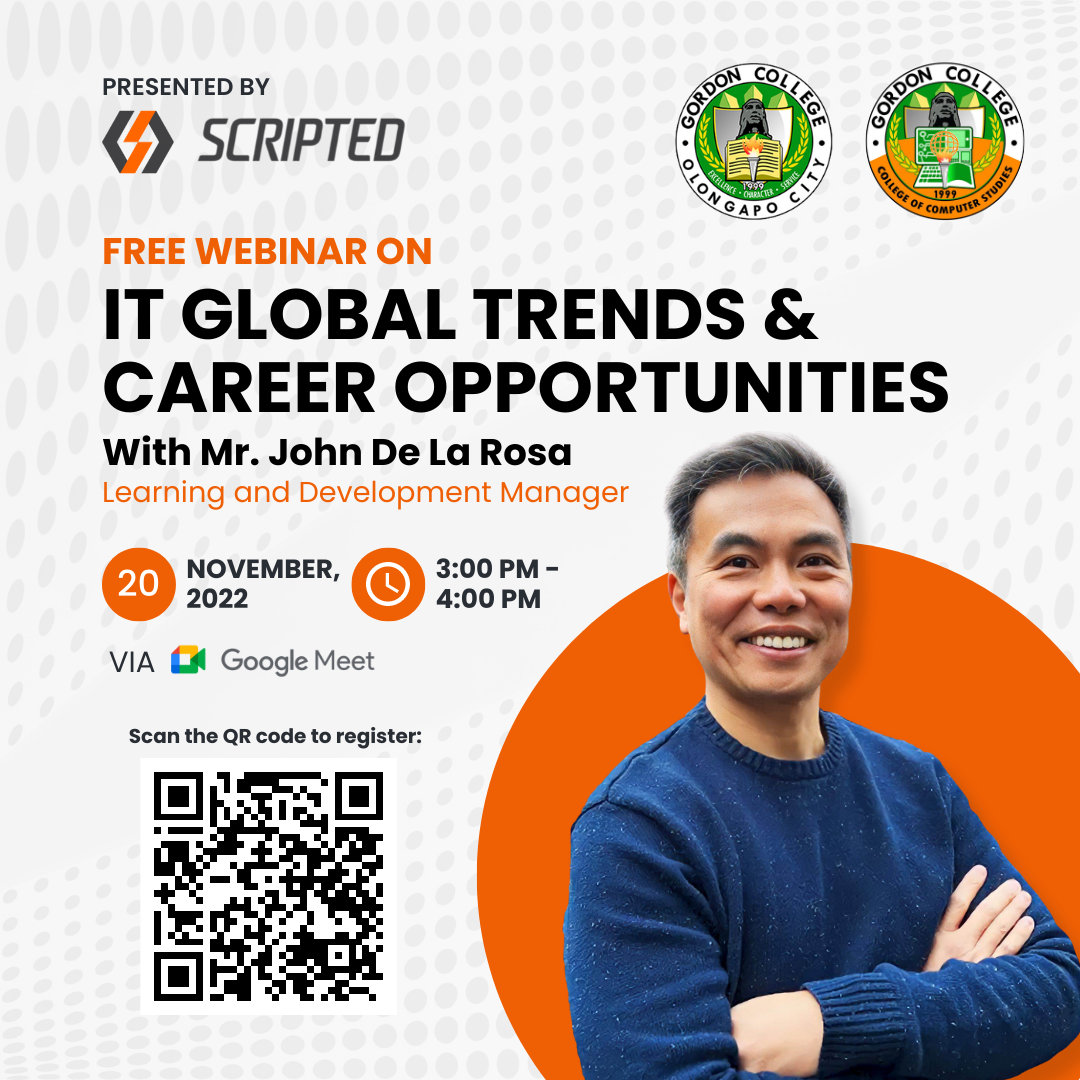 PRESENTED BY
SCRIPTED
GORDON COLLEGE
EXCELLENCE • CHARACTER • SERVICE
1999
OLONGAPO CITY
GORDON COLLEGE
1999
COLLEGE OF COMPUTER STUDIES
FREE WEBINAR ON
IT GLOBAL TRENDS &
CAREER OPPORTUNITIES
With Mr. John De La Rosa
Learning and Development Manager
20 NOVEMBER, 2022
3:00 PM - 4:00 PM
VIA Google Meet
Scan the QR code to register: